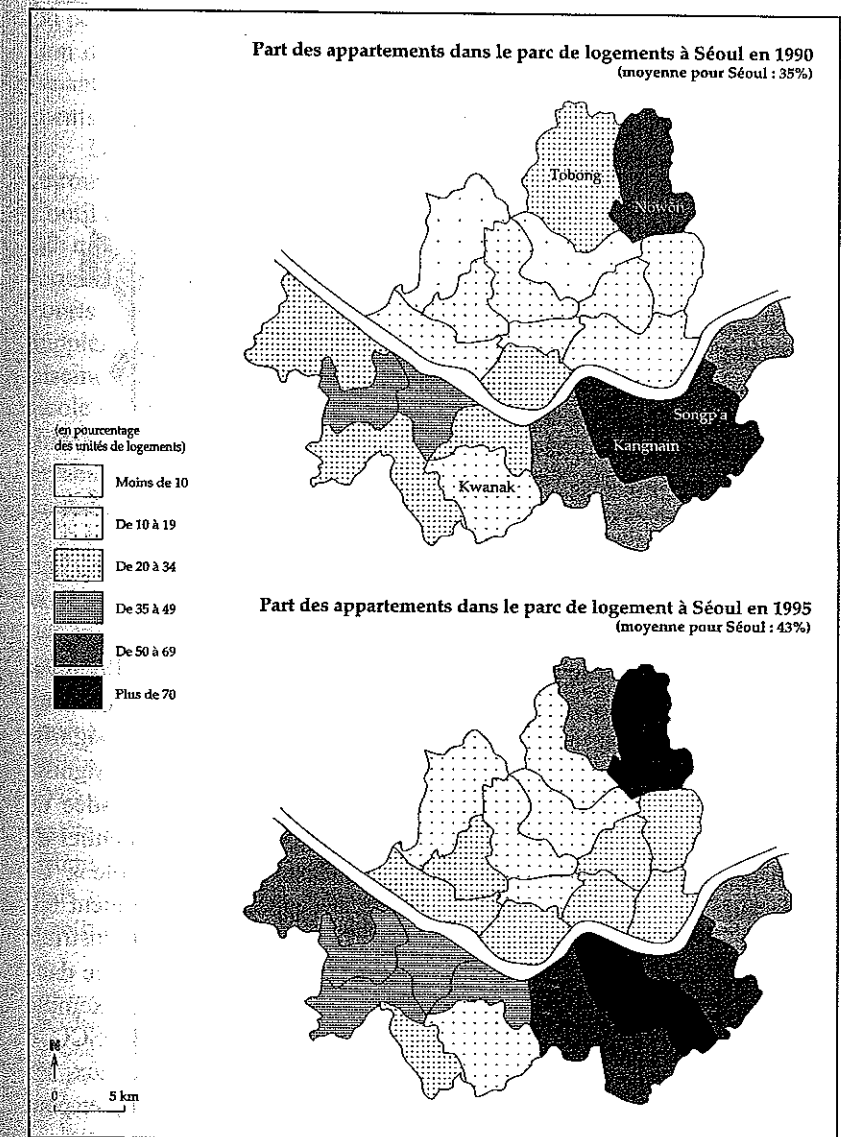 Part des appartements dans le parc de logements à Séoul en 1990
(moyenne pour Séoul : 35%)
Tobong
Nowŏn
Songp'a
Kangnam
Kwanak
(en pourcentage
des unités de logements)
Moins de 10
De 10 à 19
De 20 à 34
De 35 à 49
De 50 à 69
Plus de 70
Part des appartements dans le parc de logement à Séoul en 1995
(moyenne pour Séoul : 43%)
N
0 5 km